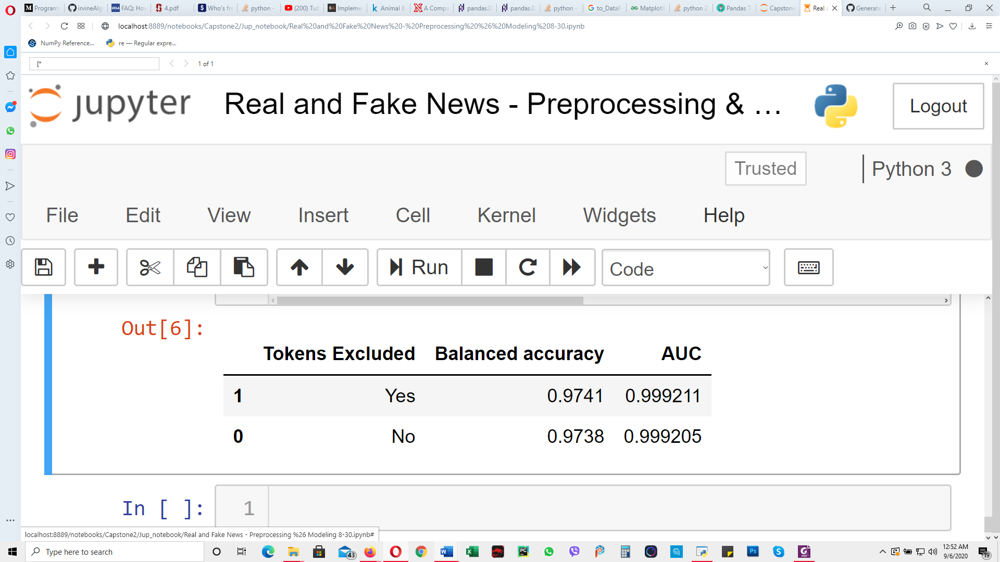 Programm FAQ: Hov 4.pdf Who's fre python - (200) Tut Implemen Animal B A Compa pandas.D pandas.D python - to_DataF Matplotli python 2. Pandas T Capstone Real a Generate
localhost:8889/notebooks/Capstone2/Jup_notebook/Real%20and%20Fake%20News%20-%20Preprocessing%20%26%20Modeling%208-30.ipynb
NumPy Reference... re — Regular expre...
[* 1 of 1
jupyter Real and Fake News - Preprocessing & … Logout
Trusted Python 3
File Edit View Insert Cell Kernel Widgets Help
Run Code
Out[6]:
Tokens Excluded Balanced accuracy AUC
1 Yes 0.9741 0.999211
0 No 0.9738 0.999205
In [ ]: 1
localhost:8889/notebooks/Capstone2/Jup_notebook/Real and Fake News - Preprocessing %26 Modeling 8-30.ipynb#
Type here to search 43 12:52 AM
9/6/2020 19